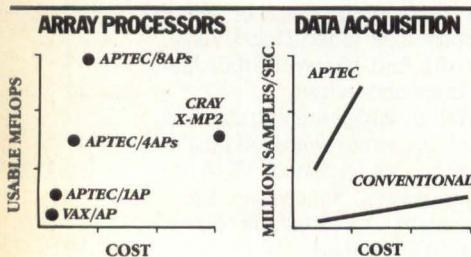 ARRAY PROCESSORS
USABLE MFLOPS
APTEC/8APs
CRAY
X-MP2
APTEC/4APs
APTEC/1AP
VAX/AP
COST
DATA ACQUISITION
MILLION SAMPLES/SEC.
APTEC
CONVENTIONAL
COST